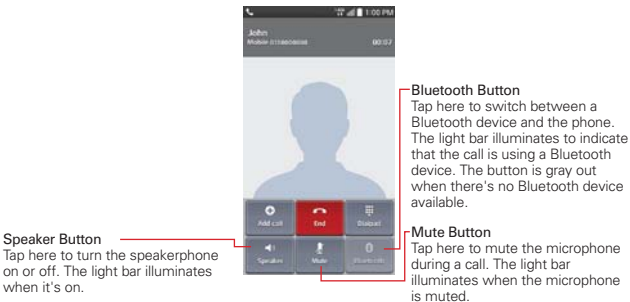 1:00 PM
John
Mobile
00:07
Add call
End
Dialpad
Speaker
Mute
Bluetooth
Bluetooth Button
Tap here to switch between a
Bluetooth device and the phone.
The light bar illuminates to indicate
that the call is using a Bluetooth
device. The button is gray out
when there's no Bluetooth device
available.
Speaker Button
Tap here to turn the speakerphone
on or off. The light bar illuminates
when it's on.
Mute Button
Tap here to mute the microphone
during a call. The light bar
illuminates when the microphone
is muted.